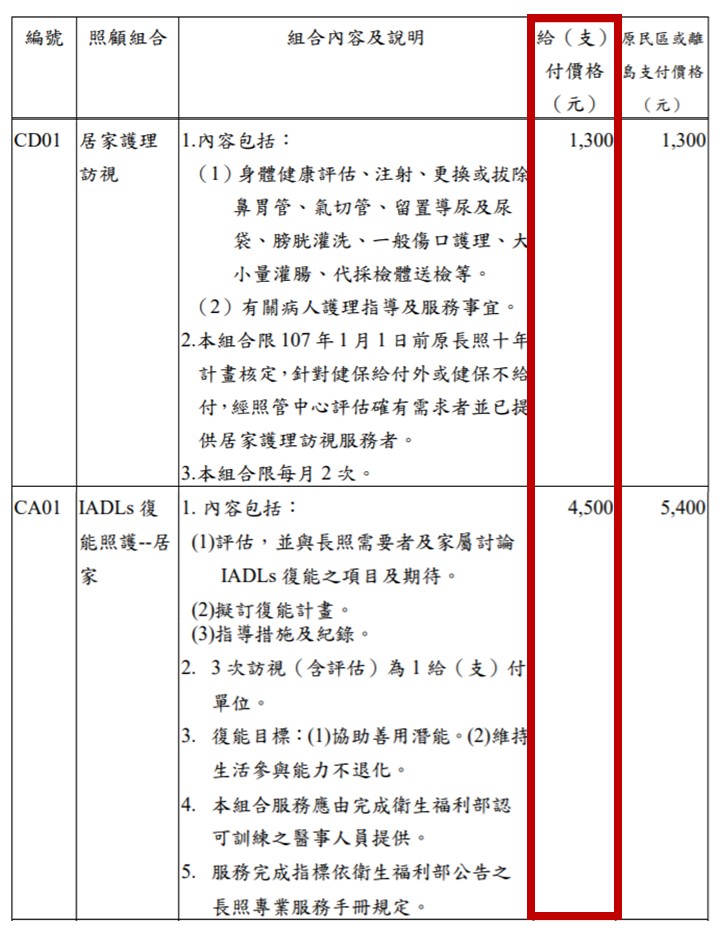 編號
照顧組合
組合內容及說明
給（支）
付價格
（元）
原民區或離
島支付價格
（元）
CD01
居家護理
訪視
1.內容包括：
（1）身體健康評估、注射、更換或拔除
鼻胃管、氣切管、留置導尿及尿
袋、膀胱灌洗、一般傷口護理、大
小量灌腸、代採檢體送檢等。
（2）有關病人護理指導及服務事宜。
2.本組合限 107 年 1 月 1 日前原長照十年
計畫核定，針對健保給付外或健保不給
付，經照管中心評估確有需求者並已提
供居家護理訪視服務者。
3.本組合限每月 2 次。
1,300
1,300
CA01
IADLs 復
能照護--居
家
1. 內容包括：
(1)評估，並與長照需要者及家屬討論
IADLs 復能之項目及期待。
(2)擬訂復能計畫。
(3)指導措施及紀錄。
2. 3 次訪視（含評估）為 1 給（支）付
單位。
3. 復能目標：(1)協助善用潛能。(2)維持
生活參與能力不退化。
4. 本組合服務應由完成衛生福利部認
可訓練之醫事人員提供。
5. 服務完成指標依衛生福利部公告之
長照專業服務手冊規定。
4,500
5,400